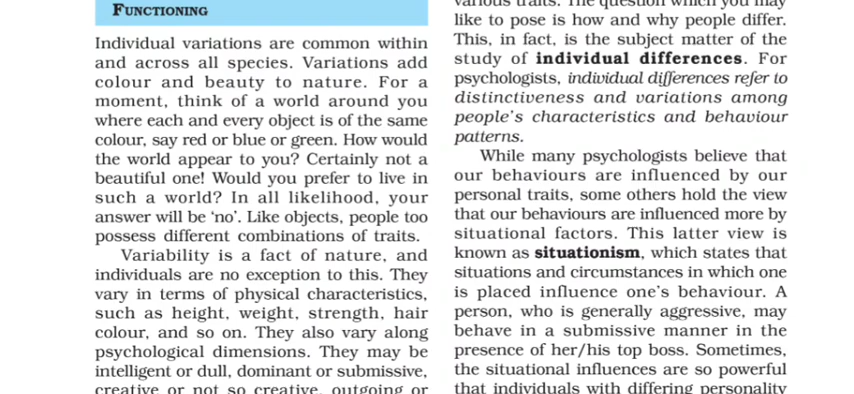 FUNCTIONING
Individual variations are common within
and across all species. Variations add
colour and beauty to nature. For a
moment, think of a world around you
where each and every object is of the same
colour, say red or blue or green. How would
the world appear to you? Certainly not a
beautiful one! Would you prefer to live in
such a world? In all likelihood, your
answer will be ‘no’. Like objects, people too
possess different combinations of traits.
Variability is a fact of nature, and
individuals are no exception to this. They
vary in terms of physical characteristics,
such as height, weight, strength, hair
colour, and so on. They also vary along
psychological dimensions. They may be
intelligent or dull, dominant or submissive,
creative or not so creative, outgoing or
various traits. The question which you may
like to pose is how and why people differ.
This, in fact, is the subject matter of the
study of individual differences. For
psychologists, individual differences refer to
distinctiveness and variations among
people’s characteristics and behaviour
patterns.
While many psychologists believe that
our behaviours are influenced by our
personal traits, some others hold the view
that our behaviours are influenced more by
situational factors. This latter view is
known as situationism, which states that
situations and circumstances in which one
is placed influence one’s behaviour. A
person, who is generally aggressive, may
behave in a submissive manner in the
presence of her/his top boss. Sometimes,
the situational influences are so powerful
that individuals with differing personality